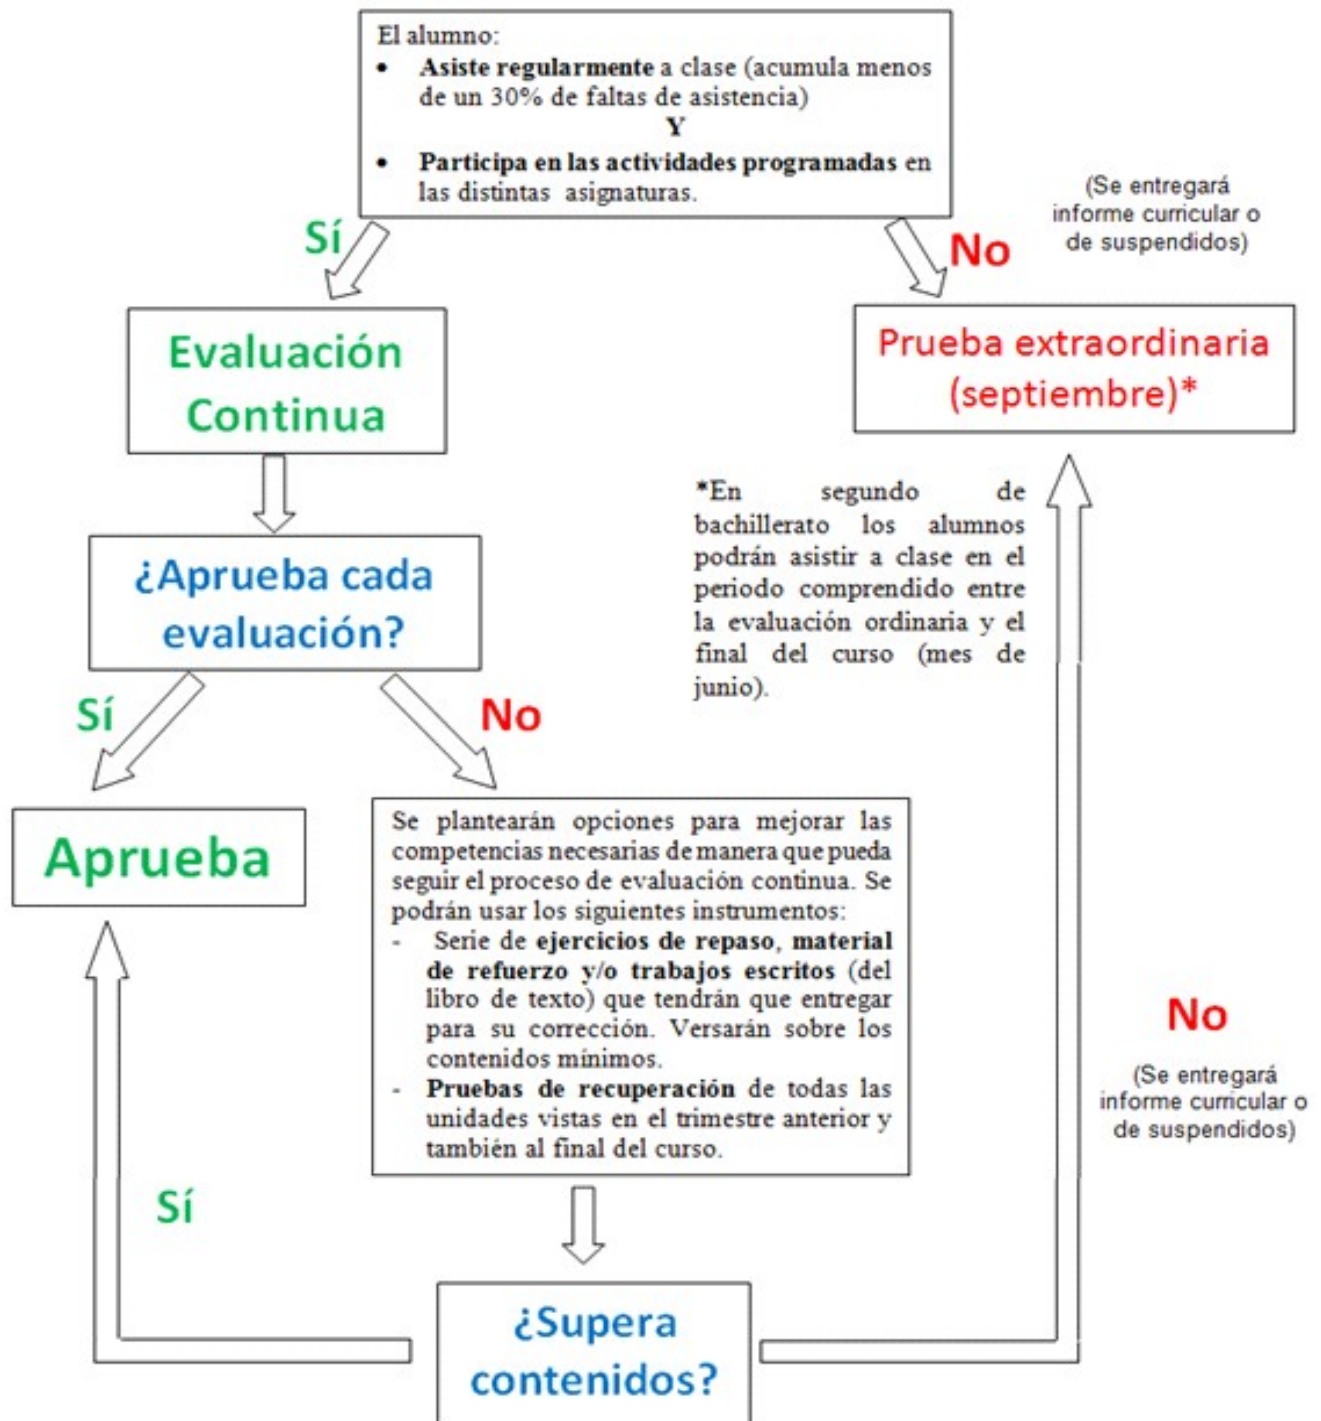 El alumno:
• Asiste regularmente a clase (acumula menos
de un 30% de faltas de asistencia)
Y
• Participa en las actividades programadas en
las distintas asignaturas.
Sí
No
(Se entregará
informe curricular o
de suspendidos)
Evaluación
Continua
Prueba extraordinaria
(septiembre)*
*En segundo de
bachillerato los alumnos
podrán asistir a clase en el
periodo comprendido entre
la evaluación ordinaria y el
final del curso (mes de
junio).
¿Aprueba cada
evaluación?
Sí
No
Aprueba
Se plantearán opciones para mejorar las
competencias necesarias de manera que pueda
seguir el proceso de evaluación continua. Se
podrán usar los siguientes instrumentos:
- Serie de ejercicios de repaso, material
de refuerzo y/o trabajos escritos (del
libro de texto) que tendrán que entregar
para su corrección. Versarán sobre los
contenidos mínimos.
- Pruebas de recuperación de todas las
unidades vistas en el trimestre anterior y
también al final del curso.
No
(Se entregará
informe curricular o
de suspendidos)
Sí
¿Supera
contenidos?